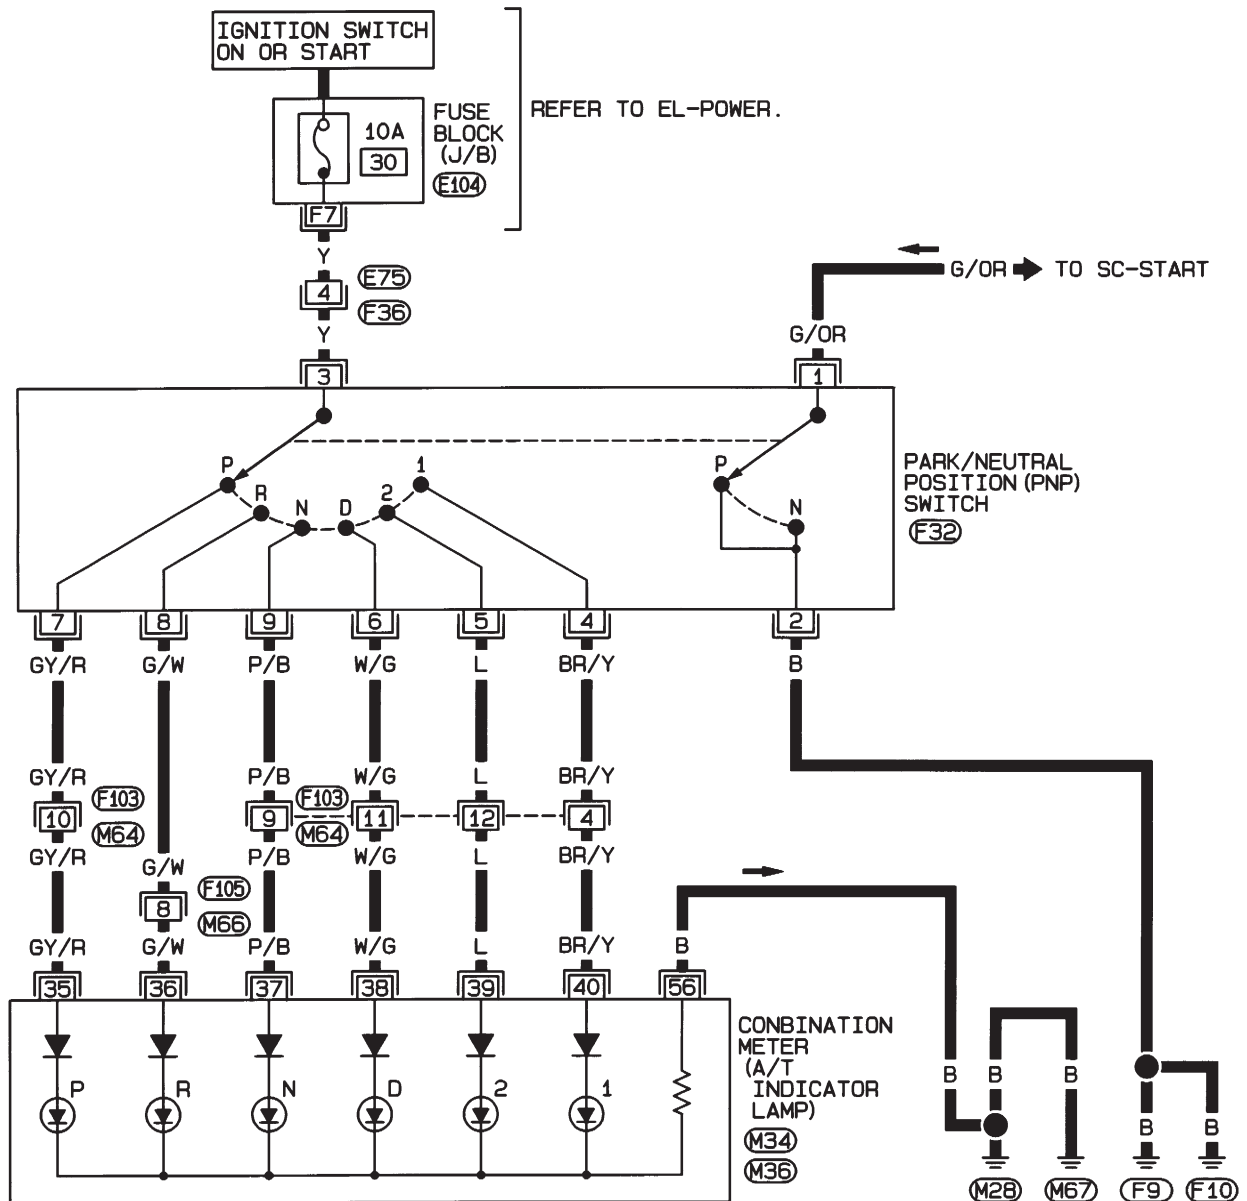 IGNITION SWITCH
ON OR START
FUSE
BLOCK
(J/B)
E104
10A
30
REFER TO EL-POWER.
F7
Y
E75
4
F36
Y
G/OR TO SC-START
G/OR
3
1
P
R
N
D
2
1
P
N
PARK/NEUTRAL
POSITION (PNP)
SWITCH
F32
7 8 9 6 5 4 2
GY/R G/W P/B W/G L BR/Y B
GY/R P/B W/G L BR/Y
F103 F103
10 9 11 12 4
M64 M64
GY/R G/W P/B W/G L BR/Y
F105
8
M66
GY/R G/W P/B W/G L BR/Y B
35 36 37 38 39 40 56
P R N D 2 1
CONBINATION
METER
(A/T
INDICATOR
LAMP)
M34
M36
B B B
B B
M28 M67 F9 F10